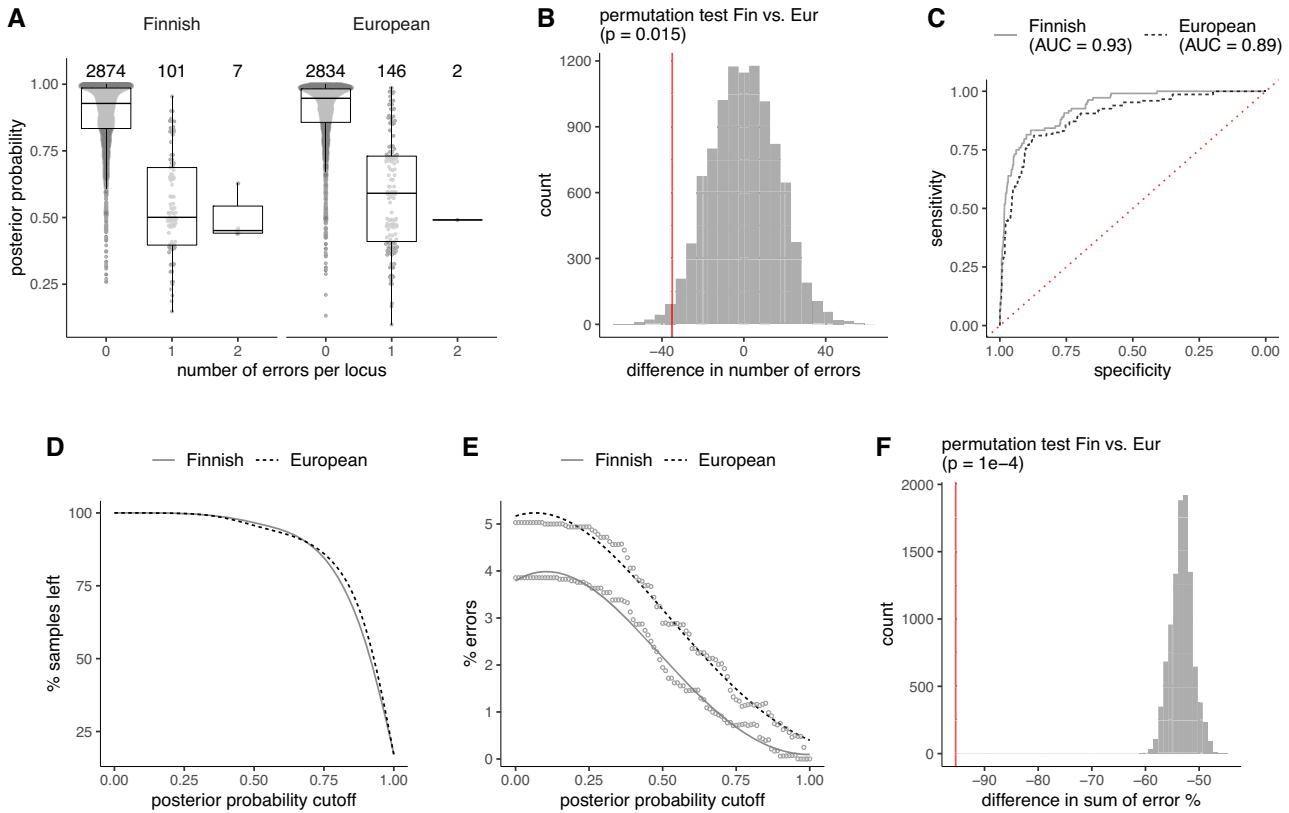 A
Finnish
European
2874
101
7
2834
146
2
1.00
0.75
0.50
0.25
posterior probability
0
1
2
0
1
2
number of errors per locus
B
permutation test Fin vs. Eur
(p = 0.015)
1200
900
600
300
0
count
−40
0
40
difference in number of errors
C
Finnish
(AUC = 0.93)
European
(AUC = 0.89)
1.00
0.75
0.50
0.25
0.00
sensitivity
1.00
0.75
0.50
0.25
0.00
specificity
D
Finnish
European
100
75
50
25
% samples left
0.00
0.25
0.50
0.75
1.00
posterior probability cutoff
E
Finnish
European
5
4
3
2
1
0
% errors
0.00
0.25
0.50
0.75
1.00
posterior probability cutoff
F
permutation test Fin vs. Eur
(p = 1e−4)
2000
1500
1000
500
0
count
−90
−80
−70
−60
−50
difference in sum of error %